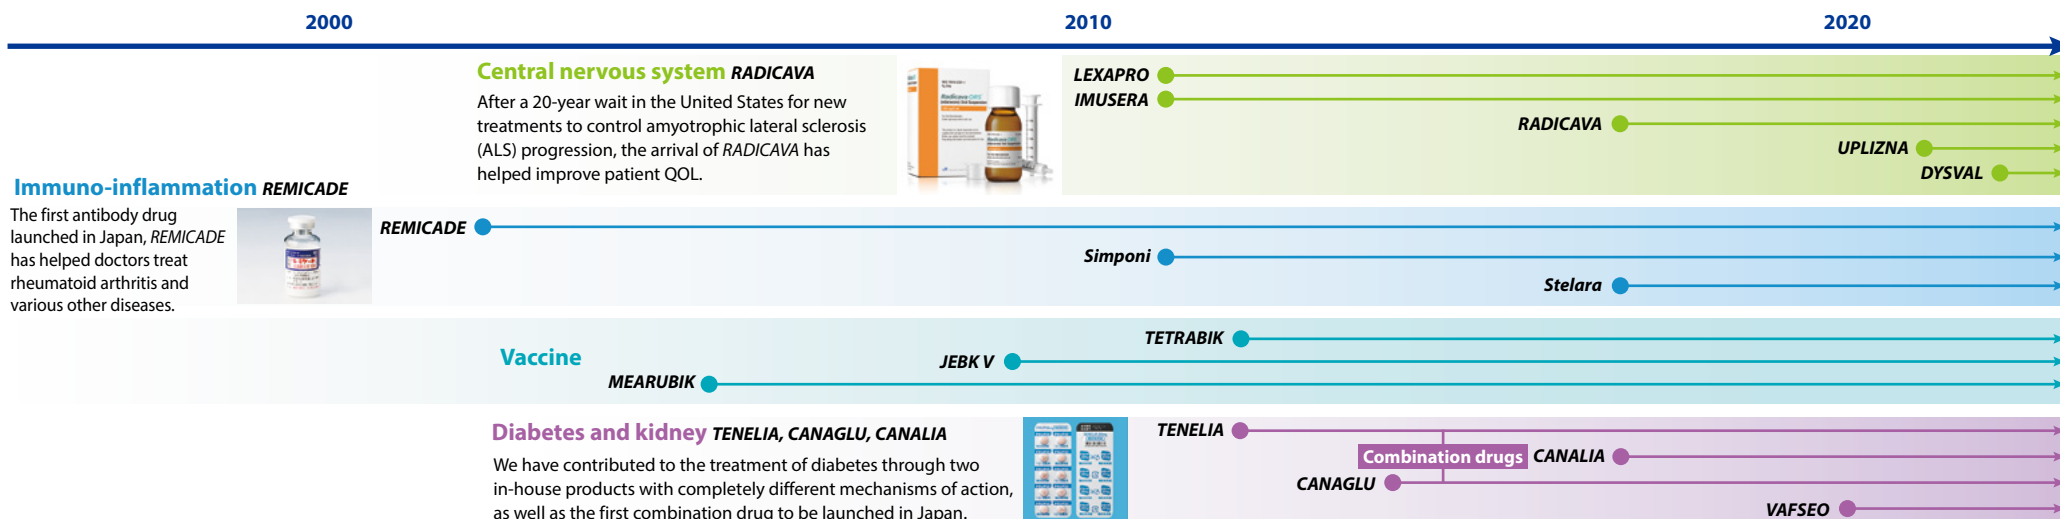 2000 2010 2020
Central nervous system RADICAVA
After a 20-year wait in the United States for new
treatments to control amyotrophic lateral sclerosis
(ALS) progression, the arrival of RADICAVA has
helped improve patient QOL.
LEXAPRO
IMUSERA
RADICAVA
UPLIZNA
DYSVAL
Immuno-inflammation REMICADE
The first antibody drug
launched in Japan, REMICADE
has helped doctors treat
rheumatoid arthritis and
various other diseases.
REMICADE
Simponi
Stelara
Vaccine
TETRABIK
JEBK V
MEARUBIK
Diabetes and kidney TENELIA, CANAGLU, CANALIA
We have contributed to the treatment of diabetes through two
in-house products with completely different mechanisms of action,
as well as the first combination drug to be launched in Japan.
TENELIA
Combination drugs CANALIA
CANAGLU
VAFSEO